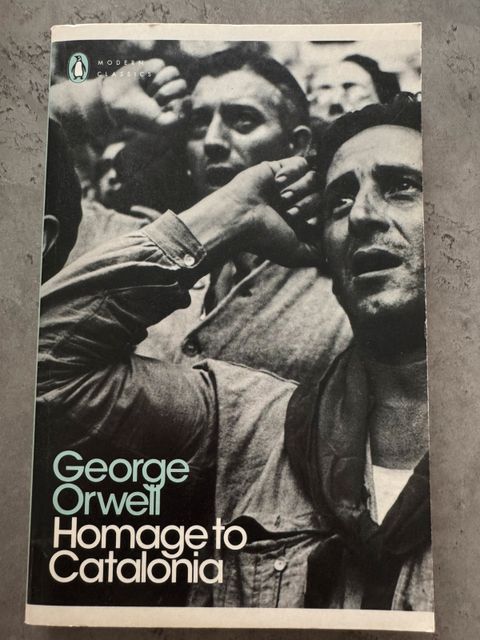 MODERN
CLASSICS
George
Orwell
Homage to
Catalonia